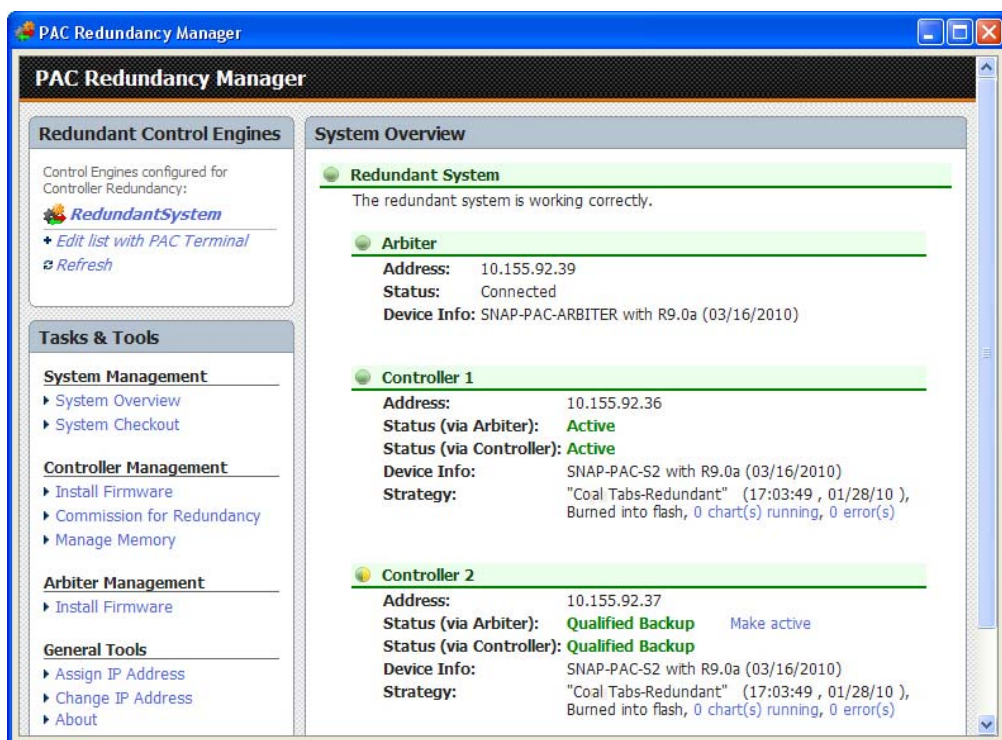 PAC Redundancy Manager
PAC Redundancy Manager
Redundant Control Engines
Control Engines configured for
Controller Redundancy:
RedundantSystem
Edit list with PAC Terminal
Refresh
Tasks & Tools
System Management
System Overview
System Checkout
Controller Management
Install Firmware
Commission for Redundancy
Manage Memory
Arbiter Management
Install Firmware
General Tools
Assign IP Address
Change IP Address
About
System Overview
Redundant System
The redundant system is working correctly.
Arbiter
Address: 10.155.92.39
Status: Connected
Device Info: SNAP-PAC-ARBITER with R9.0a (03/16/2010)
Controller 1
Address: 10.155.92.36
Status (via Arbiter): Active
Status (via Controller): Active
Device Info: SNAP-PAC-S2 with R9.0a (03/16/2010)
Strategy: "Coal Tabs-Redundant" (17:03:49 , 01/28/10 ),
Burned into flash, 0 chart(s) running, 0 error(s)
Controller 2
Address: 10.155.92.37
Status (via Arbiter): Qualified Backup Make active
Status (via Controller): Qualified Backup
Device Info: SNAP-PAC-S2 with R9.0a (03/16/2010)
Strategy: "Coal Tabs-Redundant" (17:03:49 , 01/28/10 ),
Burned into flash, 0 chart(s) running, 0 error(s)